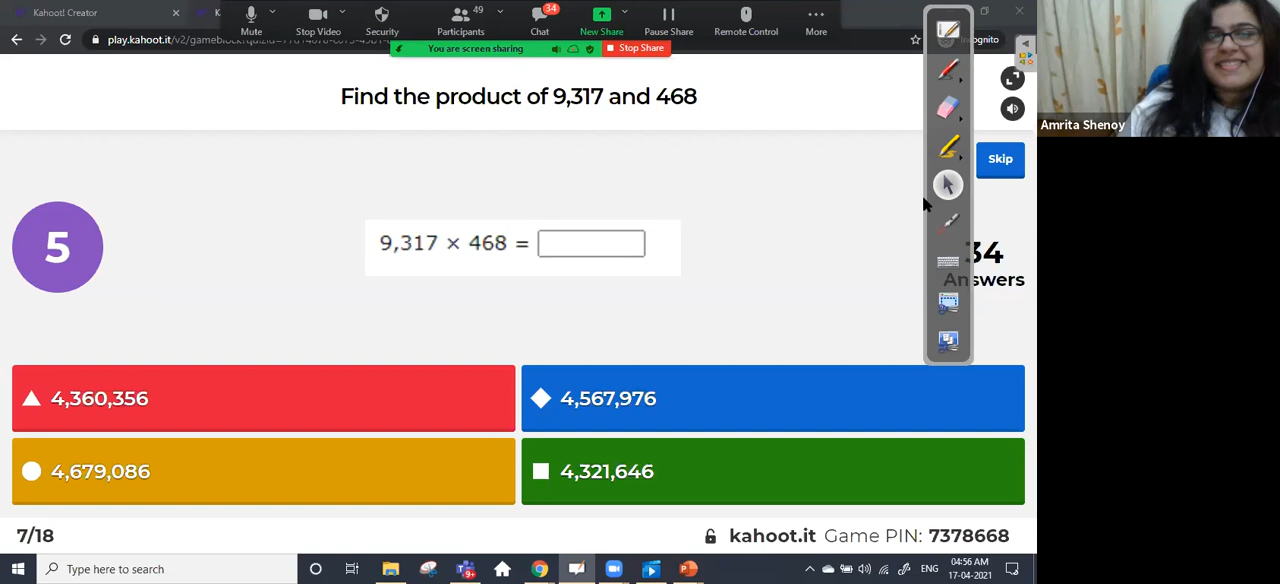 Kahoot! Creator
K
Mute
Stop Video
Security
49
Participants
34
Chat
New Share
Pause Share
Remote Control
More
play.kahoot.it/v2/gameblock?quizId=
Incognito
You are screen sharing
Stop Share
Find the product of 9,317 and 468
Amrita Shenoy
Skip
5
9,317 × 468 =
34
Answers
4,360,356
4,567,976
4,679,086
4,321,646
7/18
kahoot.it Game PIN: 7378668
Type here to search
9+
ENG
04:56 AM
17-04-2021